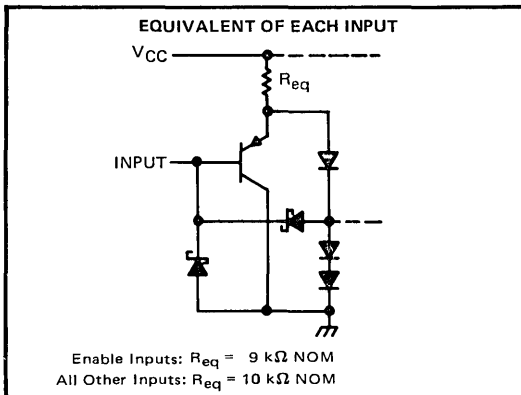 EQUIVALENT OF EACH INPUT
VCC
Req
INPUT
Enable Inputs: Req = 9 kΩ NOM
All Other Inputs: Req = 10 kΩ NOM